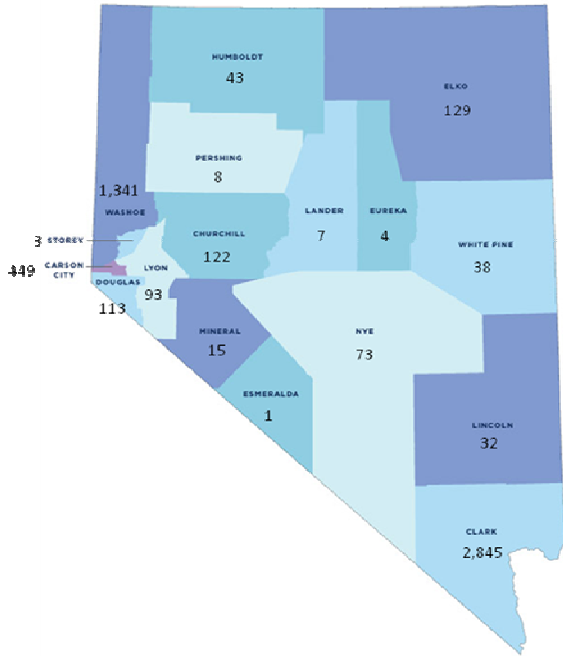 HUMBOLDT
43
ELKO
129
PERSHING
8
1,341
WASHOE
LANDER
7
EUREKA
4
CHURCHILL
122
3 STOREY
WHITE PINE
38
CARSON
CITY
LYON
93
DOUGLAS
113
MINERAL
15
NYE
73
ESMERALDA
1
LINCOLN
32
CLARK
2,845